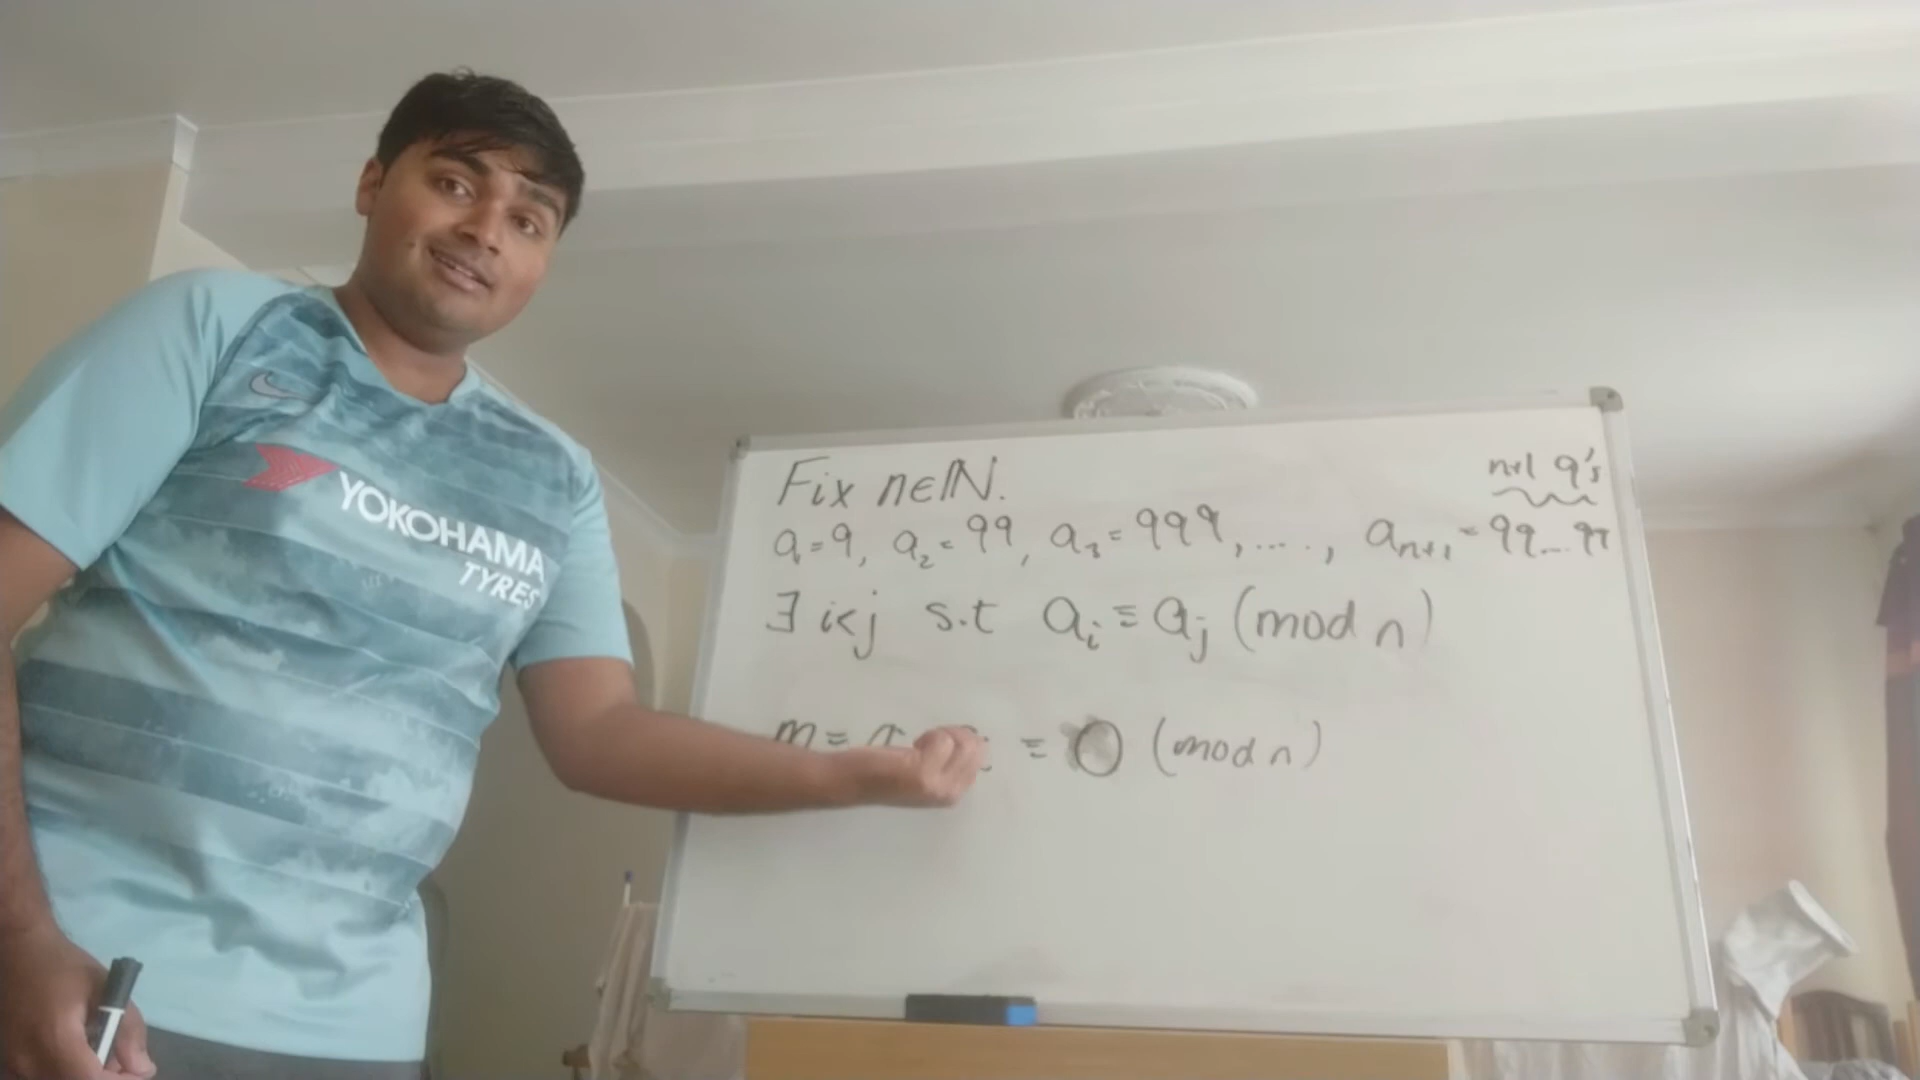 YOKOHAMA
TYRES
Fix n∈ℕ.
n+1 9's
a₁=9, a₂=99, a₃=999, ...., aₙ₊₁=99...99
∃ i<j s.t aᵢ≡aⱼ (mod n)
m= ≡ 0 (mod n)